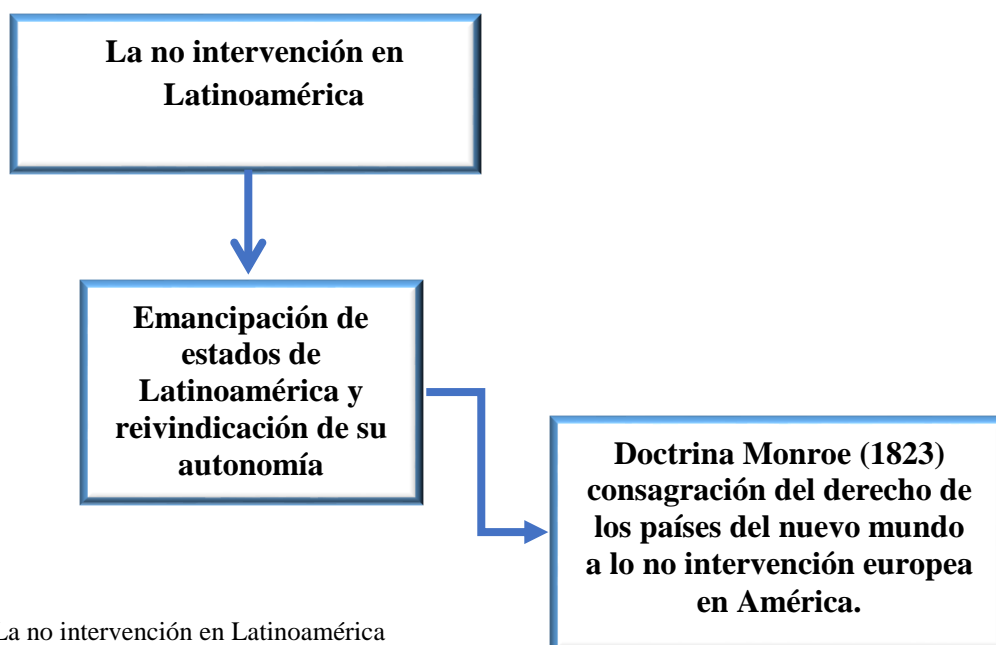 La no intervención en
Latinoamérica
Emancipación de
estados de
Latinoamérica y
reivindicación de su
autonomía
Doctrina Monroe (1823)
consagración del derecho de
los países del nuevo mundo
a lo no intervención europea
en América.
La no intervención en Latinoamérica